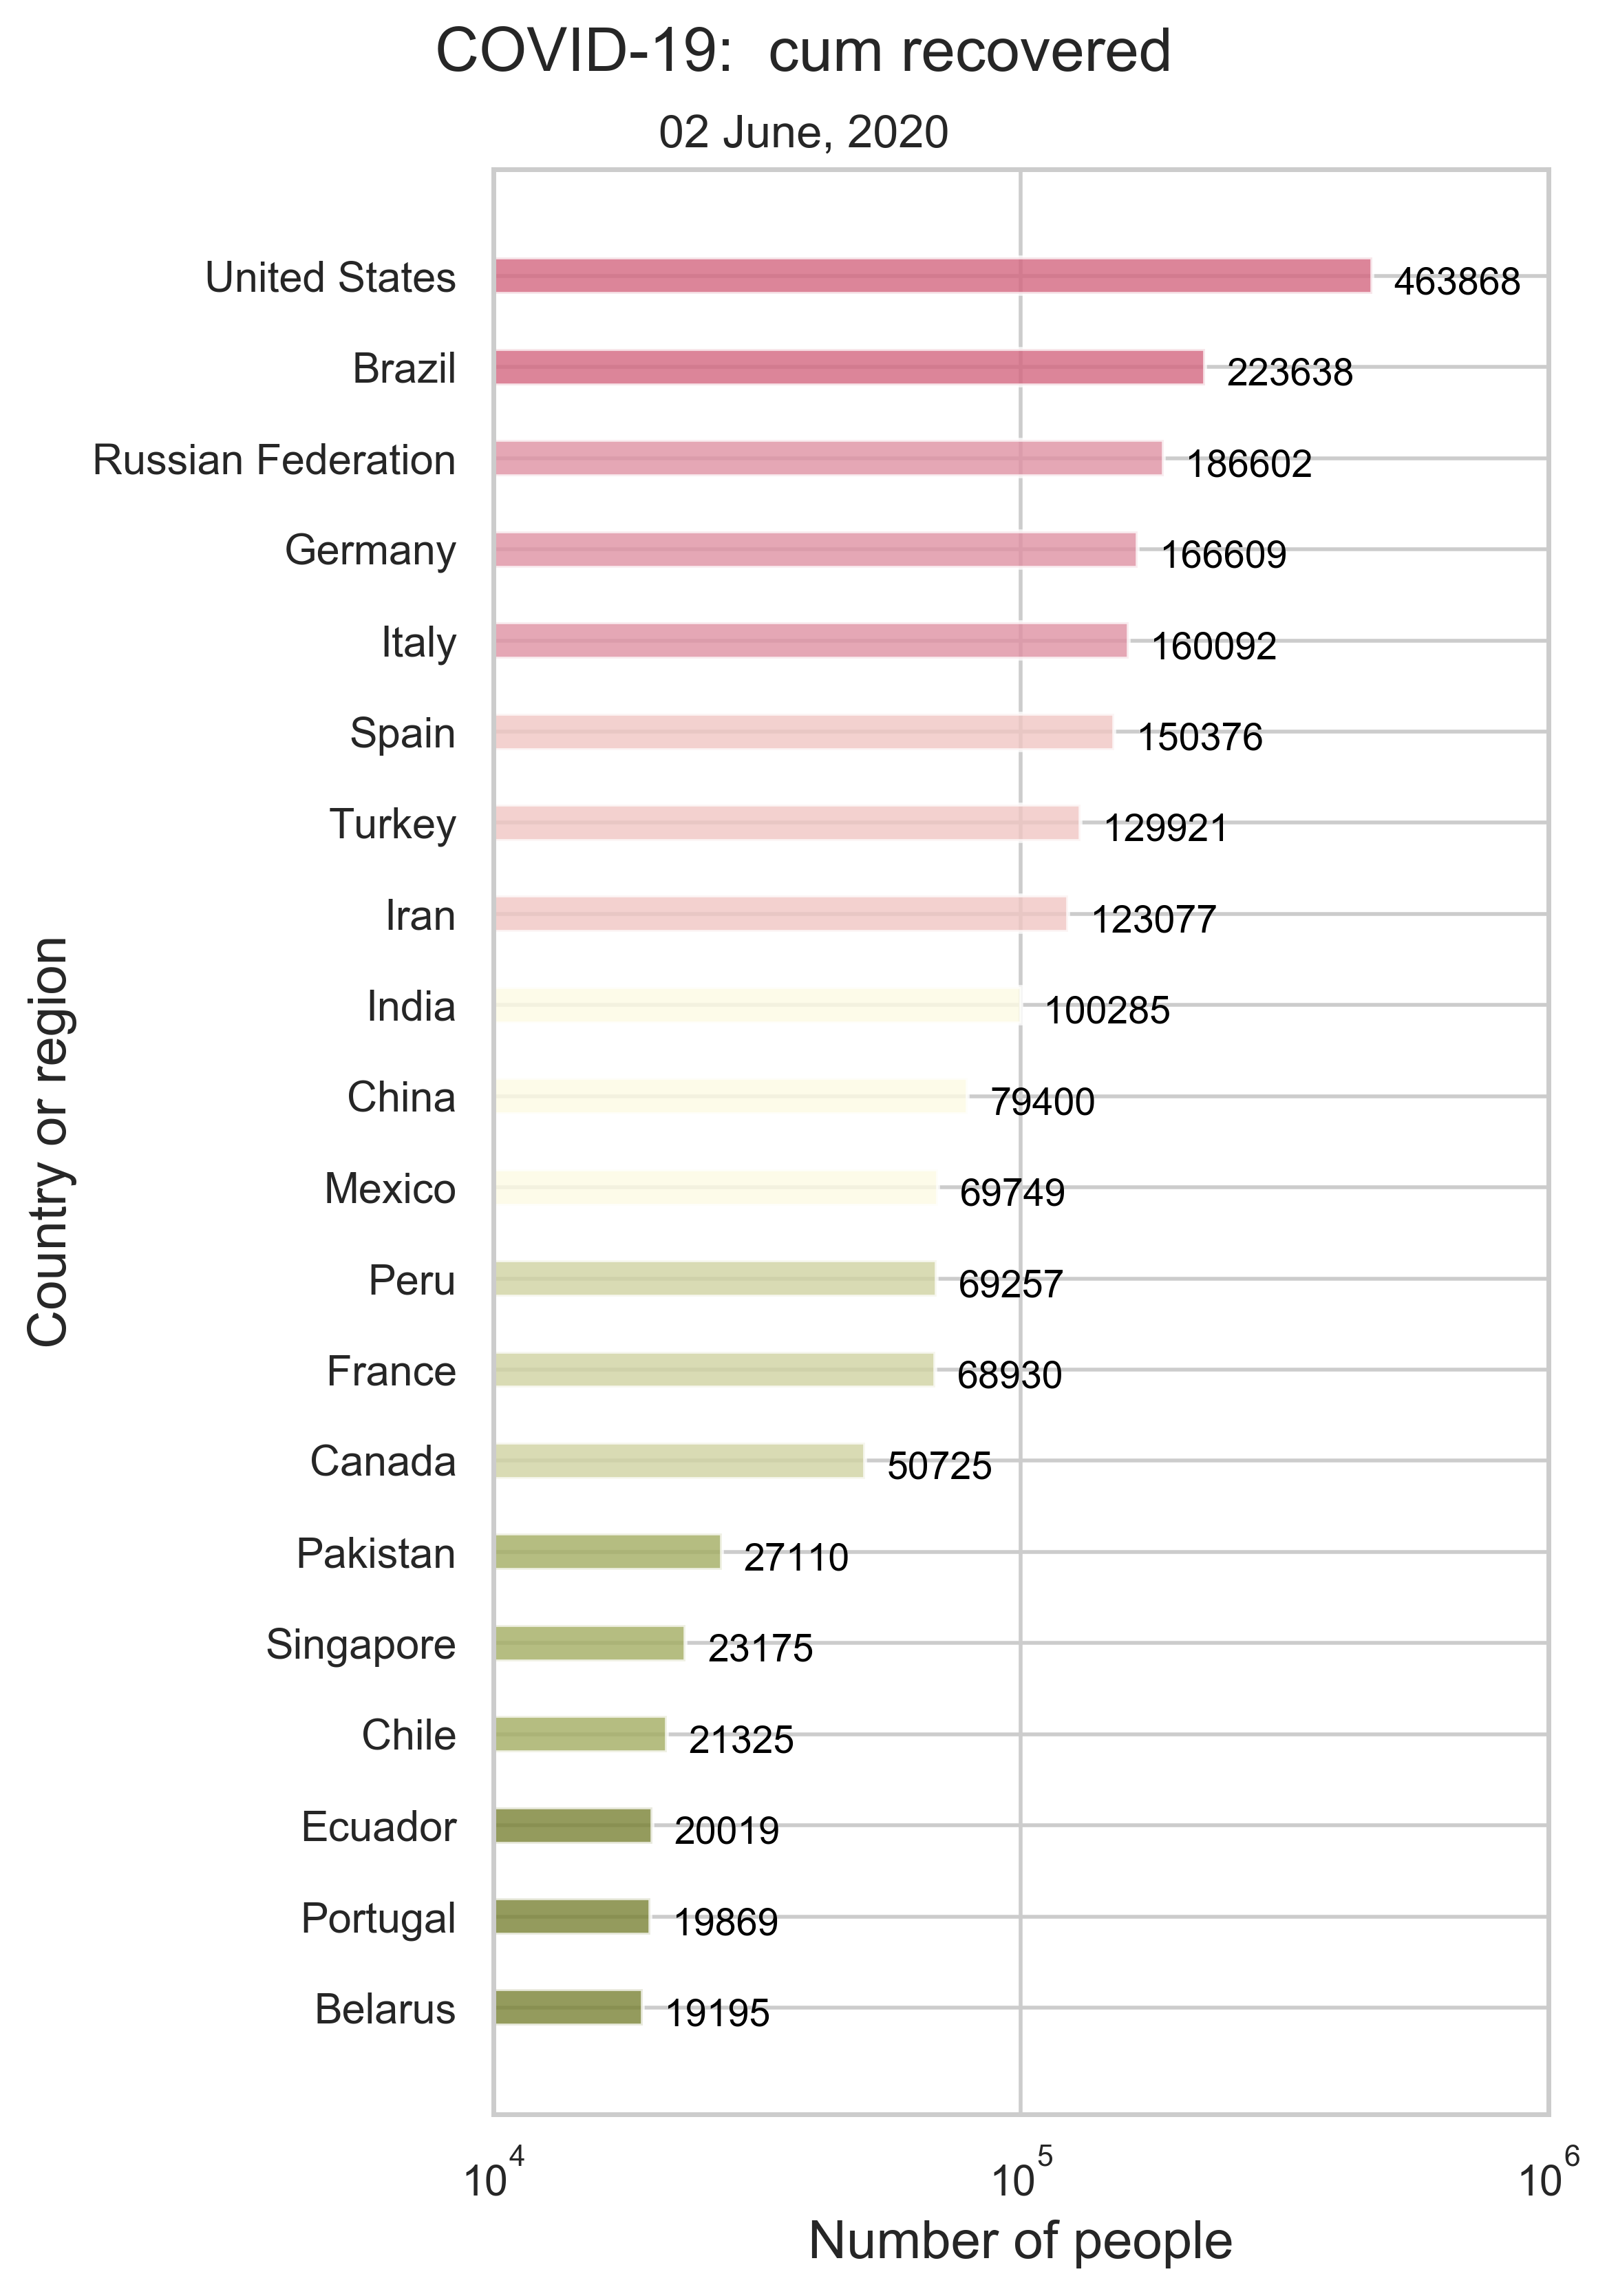 COVID-19:  cum recovered
02 June, 2020
United States 463868
Brazil 223638
Russian Federation 186602
Germany 166609
Italy 160092
Spain 150376
Turkey 129921
Iran 123077
India 100285
China 79400
Mexico 69749
Peru 69257
France 68930
Canada 50725
Pakistan 27110
Singapore 23175
Chile 21325
Ecuador 20019
Portugal 19869
Belarus 19195
Country or region
10^4 10^5 10^6
Number of people